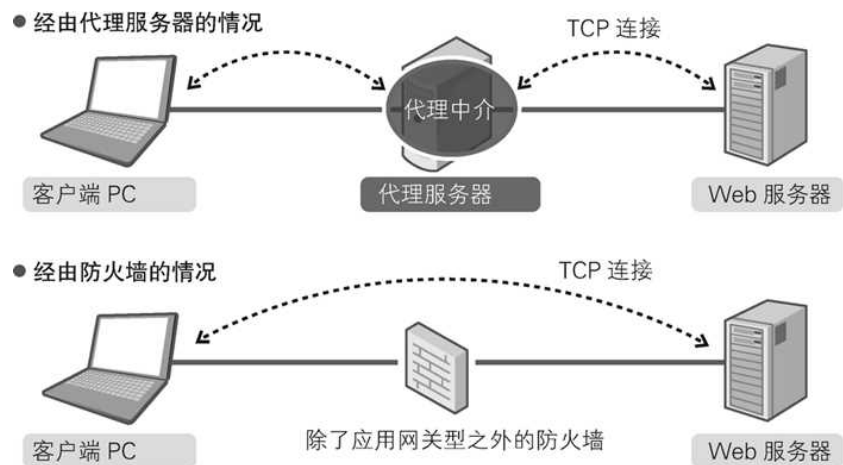 ● 经由代理服务器的情况
TCP 连接
代理中介
客户端 PC
代理服务器
Web 服务器
● 经由防火墙的情况
TCP 连接
除了应用网关型之外的防火墙
客户端 PC
Web 服务器